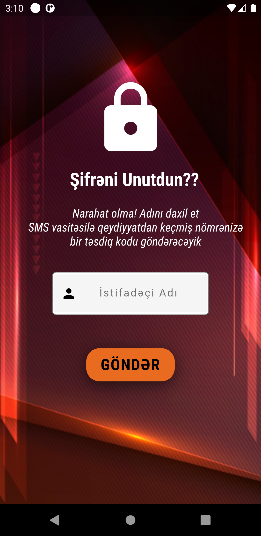 3:10
Şifrəni Unutdun??
Narahat olma! Adını daxil et
SMS vasitəsilə qeydiyyatdan keçmiş nömrənizə
bir təsdiq kodu göndərəcəyik
İstifadəçi Adı
GÖNDƏR